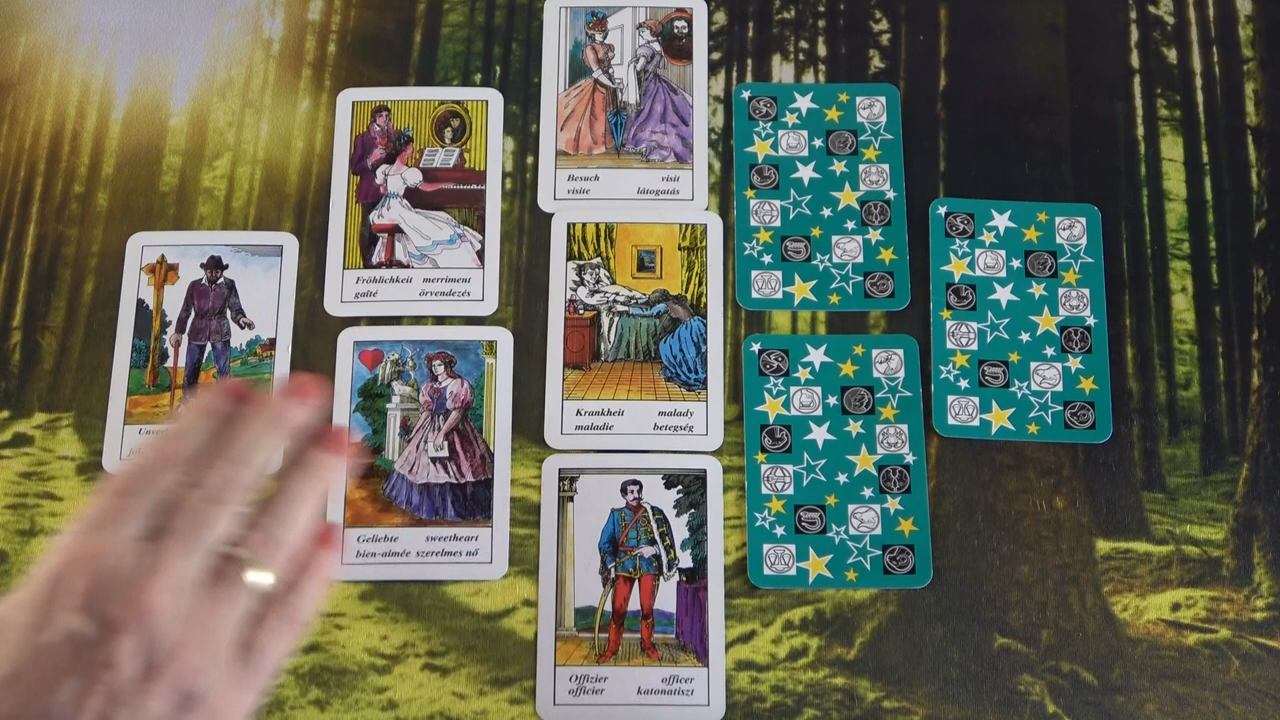 Besuch visit
visite látogatás
Fröhlichkeit merriment
gaîté örvendezés
Krankheit malady
maladie betegség
Geliebte sweetheart
bien-aimée szerelmes nő
Offizier officer
officier katonatiszt